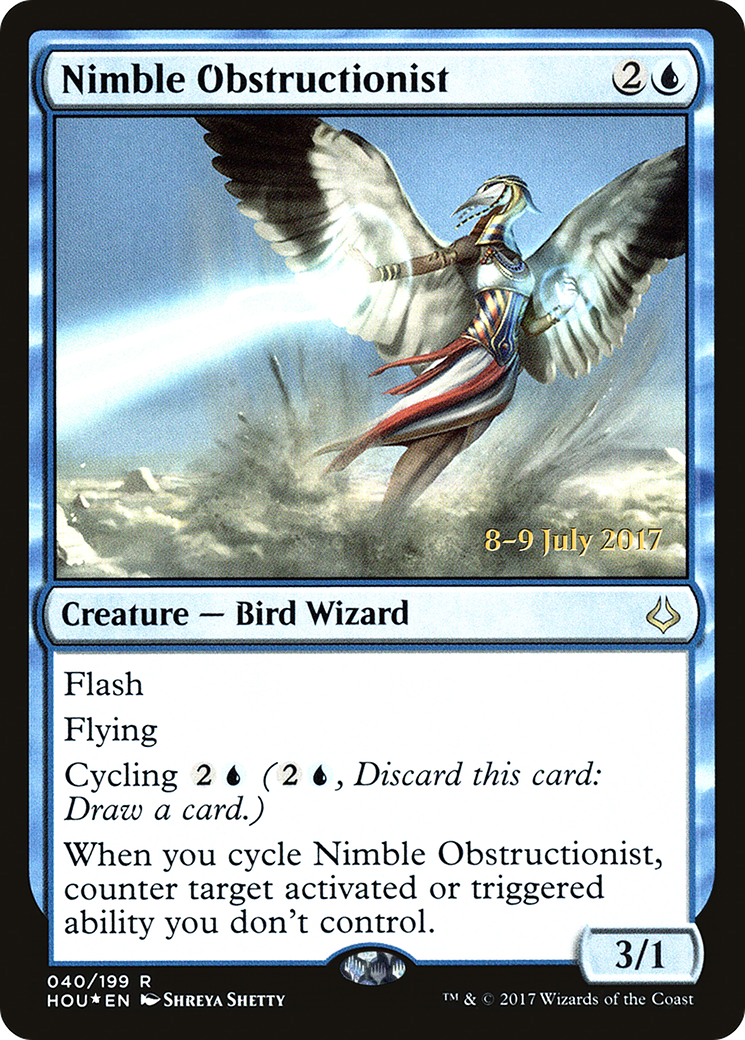 Nimble Obstructionist 2
8–9 July 2017
Creature — Bird Wizard
Flash
Flying
Cycling 2 (2, Discard this card:
Draw a card.)
When you cycle Nimble Obstructionist,
counter target activated or triggered
ability you don't control.
3/1
040/199 R
HOU★EN Shreya Shetty
™ & © 2017 Wizards of the Coast